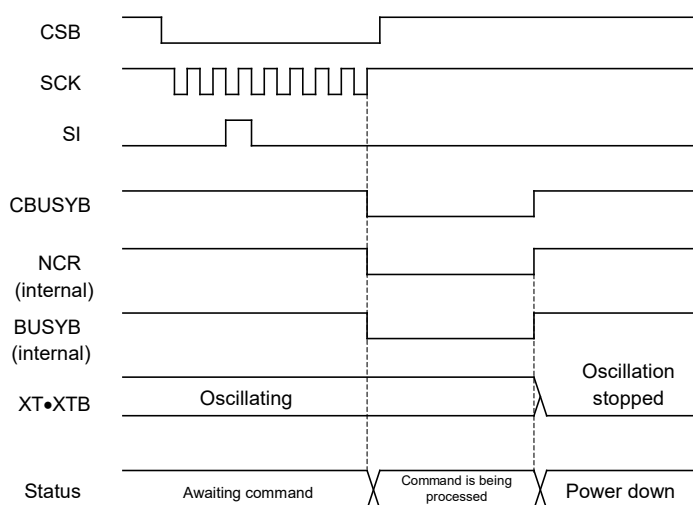 CSB
SCK
SI
CBUSYB
NCR
(internal)
BUSYB
(internal)
XT•XTB
Oscillating
Oscillation
stopped
Status
Awaiting command
Command is being
processed
Power down